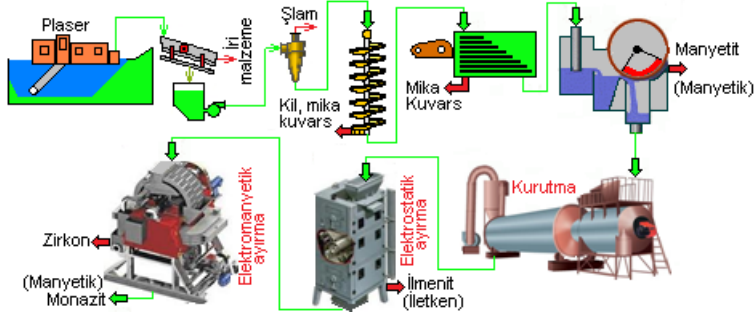 Plaser
İri
malzeme
Şlam
Kil, mika
kuvars
Mika
Kuvars
Manyetit
(Manyetik)
Kurutma
Elektrostatik
ayırma
İlmenit
(İletken)
Elektromanyetik
ayırma
Zirkon
(Manyetik)
Monazit